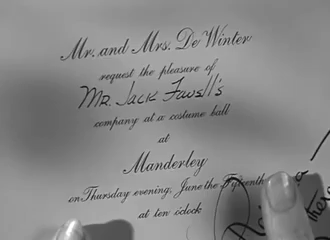 Mr. and Mrs. De Winter
request the pleasure of
MR. JACK FAVELL'S
company at a costume ball
at
Manderley
on Thursday evening, June the Fifteenth
at ten o'clock